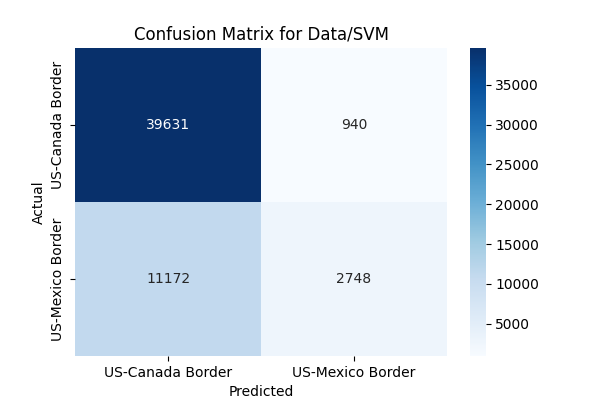 Confusion Matrix for Data/SVM
Actual
US-Canada Border
US-Mexico Border
39631
940
11172
2748
US-Canada Border
US-Mexico Border
Predicted
35000
30000
25000
20000
15000
10000
5000